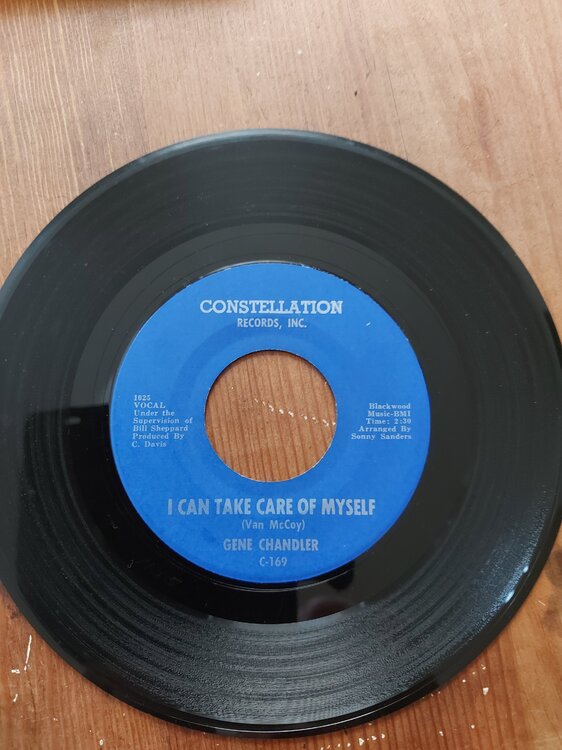 CONSTELLATION
RECORDS, INC.
1025
VOCAL
Under the
Supervision of
Bill Sheppard
Produced By
C. Davis
Blackwood
Music-BMI
Time: 2:30
Arranged By
Sonny Sanders
I CAN TAKE CARE OF MYSELF
(Van McCoy)
GENE CHANDLER
C-169